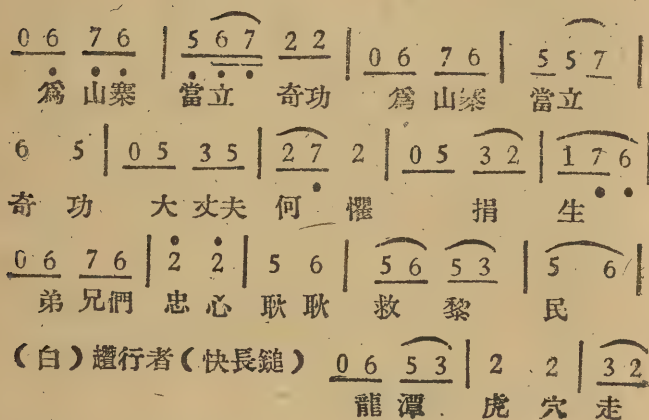 0 6 7 6 | 5 6 7 2 2 | 0 6 7 6 | 5 5 7 |
爲 山寨 當立 奇功 爲 山寨 當立
6 5 | 0 5 3 5 | 2 7 2 | 0 5 3 2 | 1 7 6 |
奇 功 大 丈夫 何 懼 捐 生
0 6 7 6 | 2 2 | 5 6 | 5 6 5 3 | 5 6 |
弟 兄們 忠 心 耿 耿 救 黎 民
(白)趲行者(快長鎚) 0 6 5 3 | 2 2 | 3 2
龍 潭 虎 穴 走